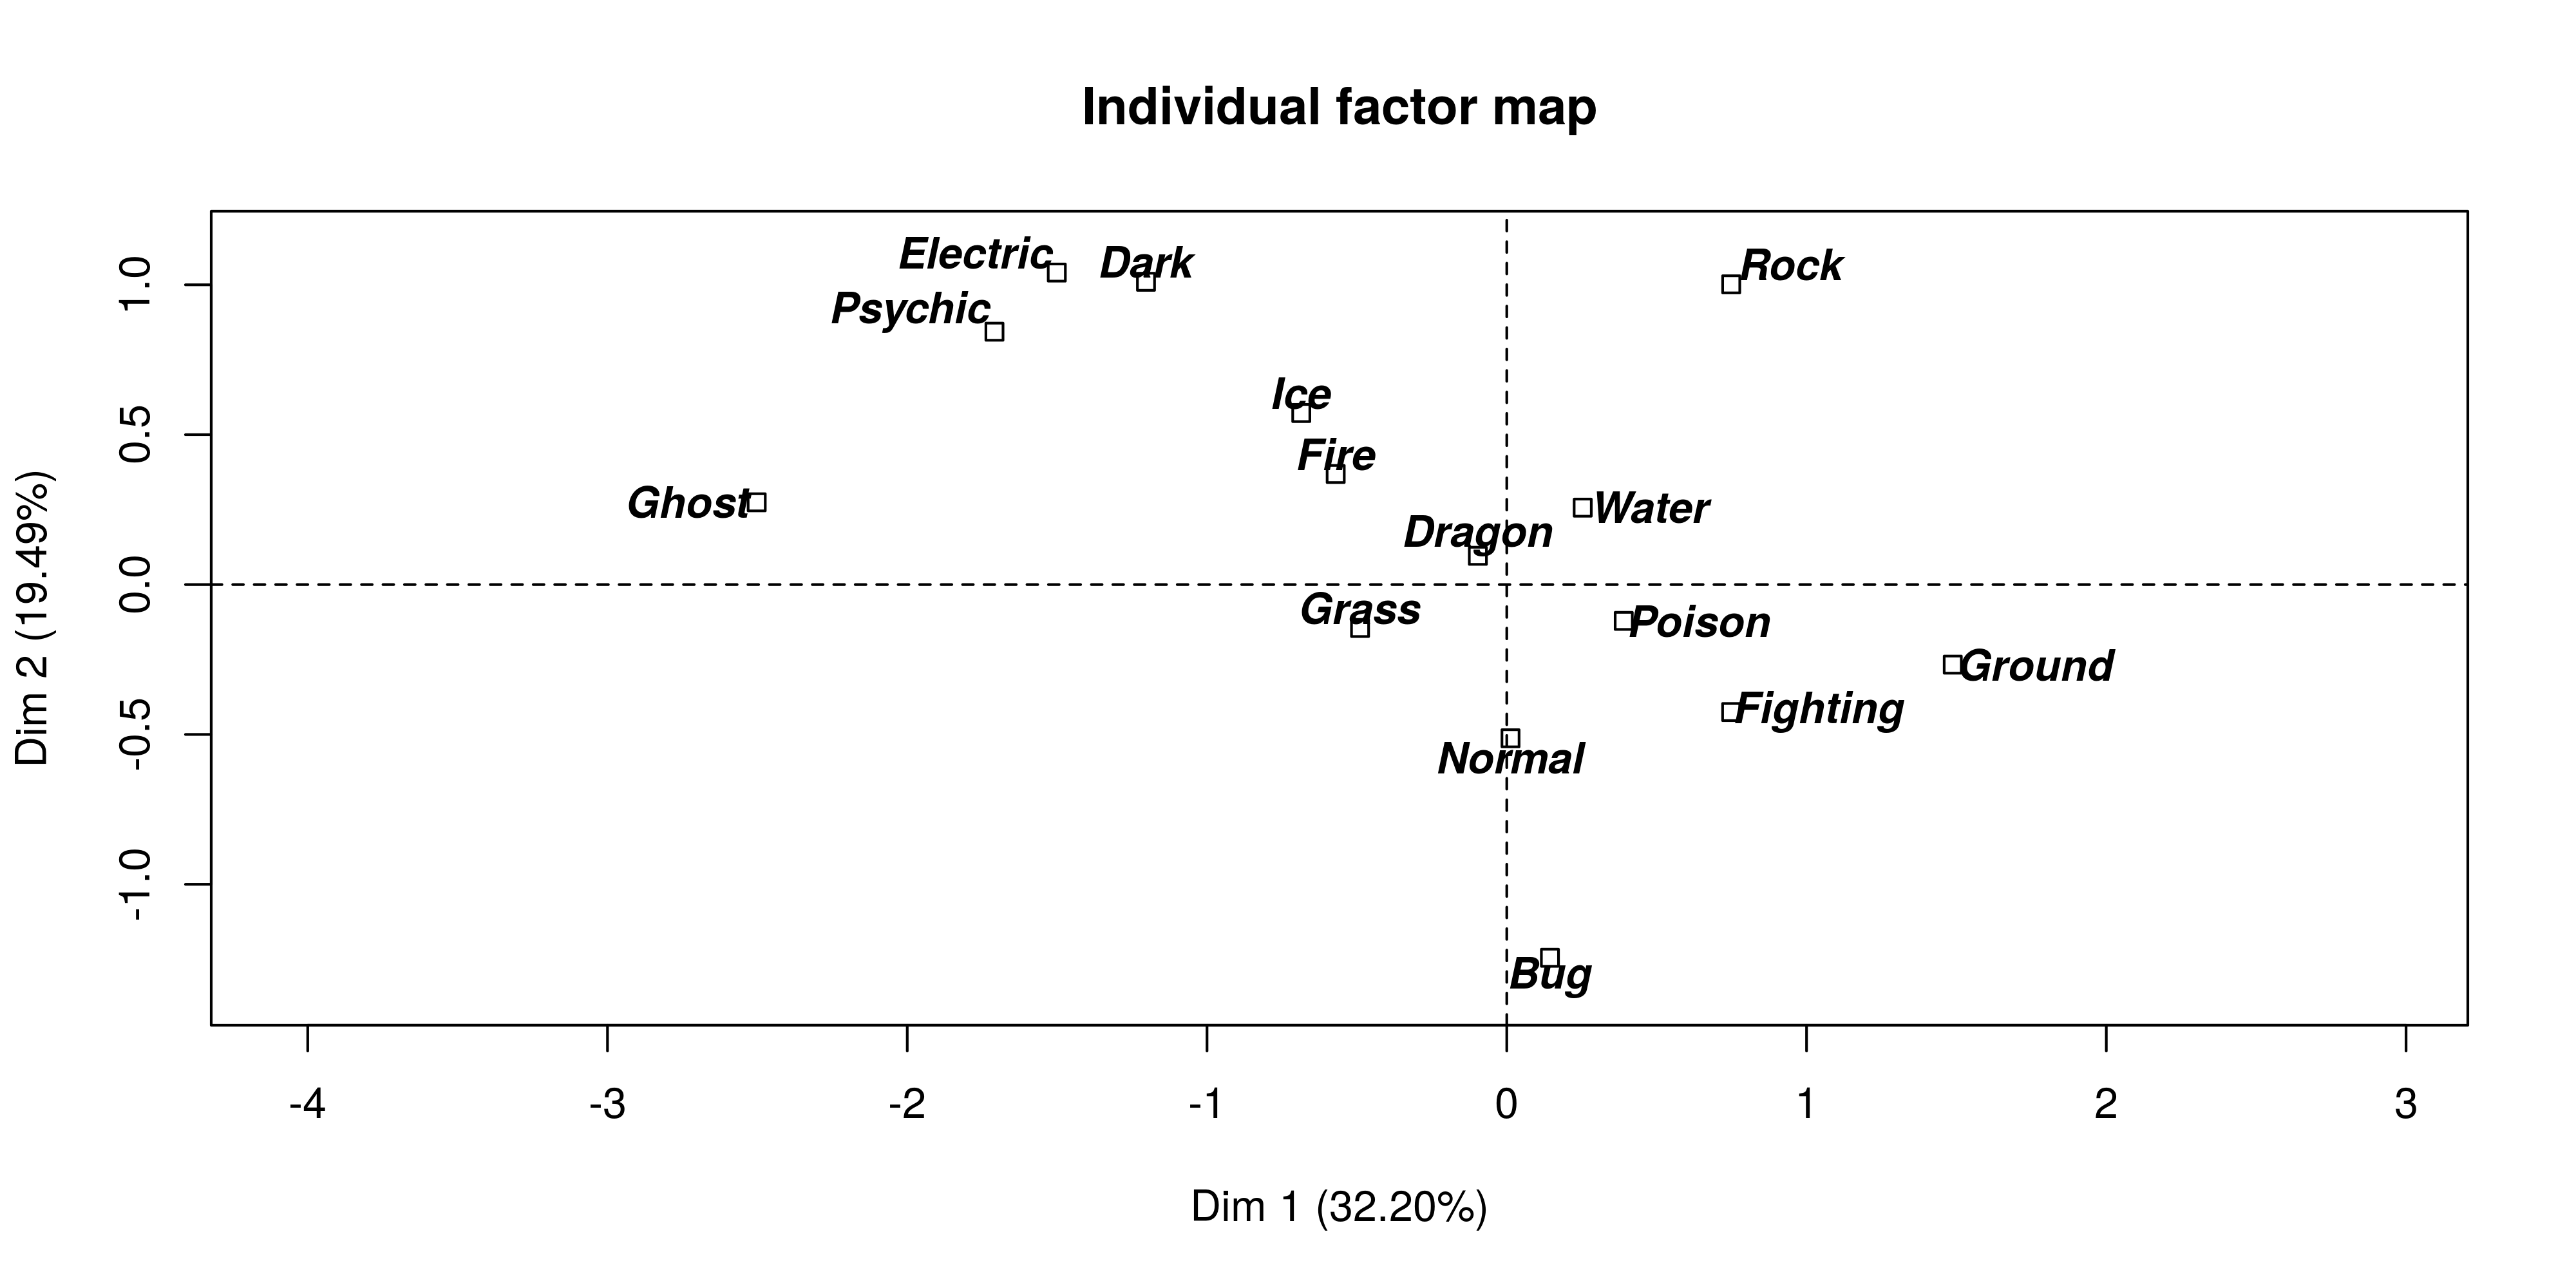 Individual factor map
Electric
Dark
Rock
Psychic
Ice
Fire
Ghost
Water
Dragon
Grass
Poison
Ground
Fighting
Normal
Bug
1.0
0.5
0.0
-0.5
-1.0
Dim 2 (19.49%)
-4 -3 -2 -1 0 1 2 3
Dim 1 (32.20%)